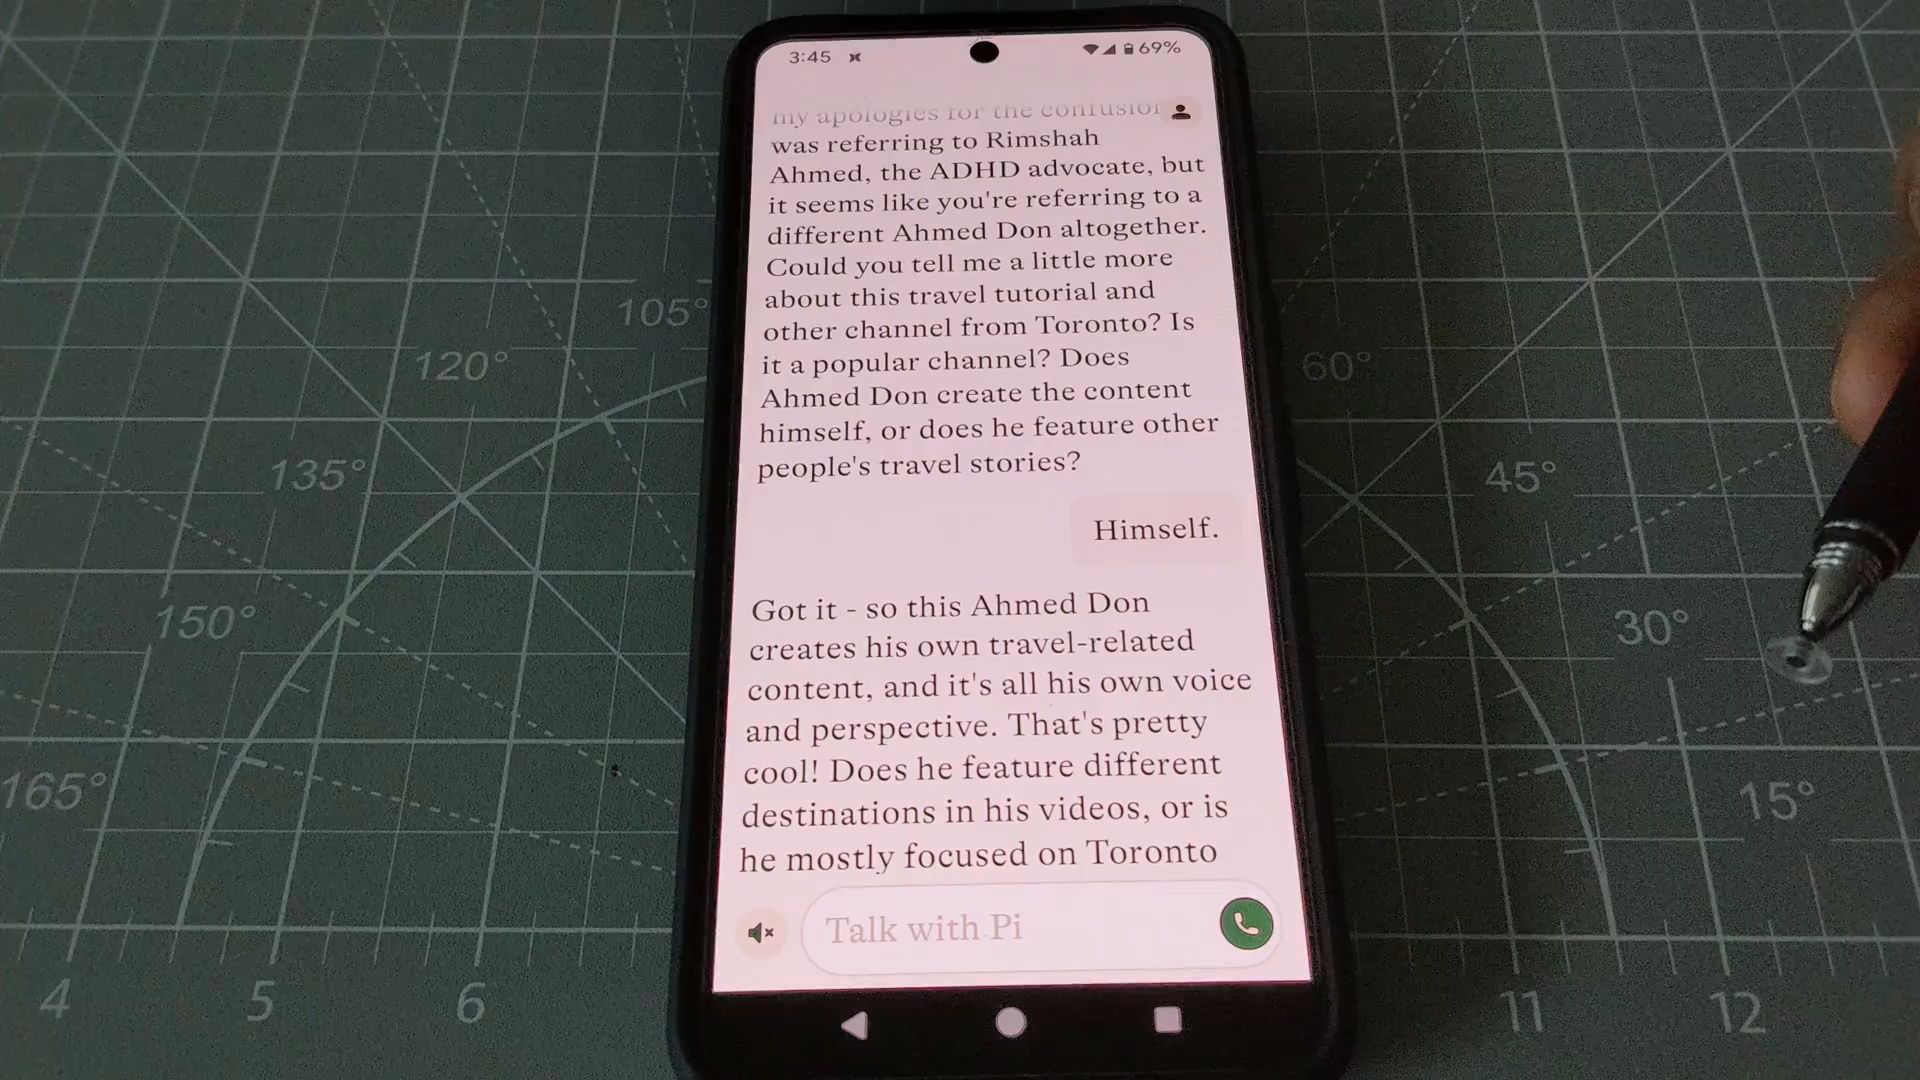 3:45
69%
my apologies for the confusion
was referring to Rimshah
Ahmed, the ADHD advocate, but
it seems like you're referring to a
different Ahmed Don altogether.
Could you tell me a little more
about this travel tutorial and
other channel from Toronto? Is
it a popular channel? Does
Ahmed Don create the content
himself, or does he feature other
people's travel stories?
Himself.
Got it - so this Ahmed Don
creates his own travel-related
content, and it's all his own voice
and perspective. That's pretty
cool! Does he feature different
destinations in his videos, or is
he mostly focused on Toronto
Talk with Pi
105°
120°
135°
150°
165°
60°
45°
30°
15°
4
5
6
11
12